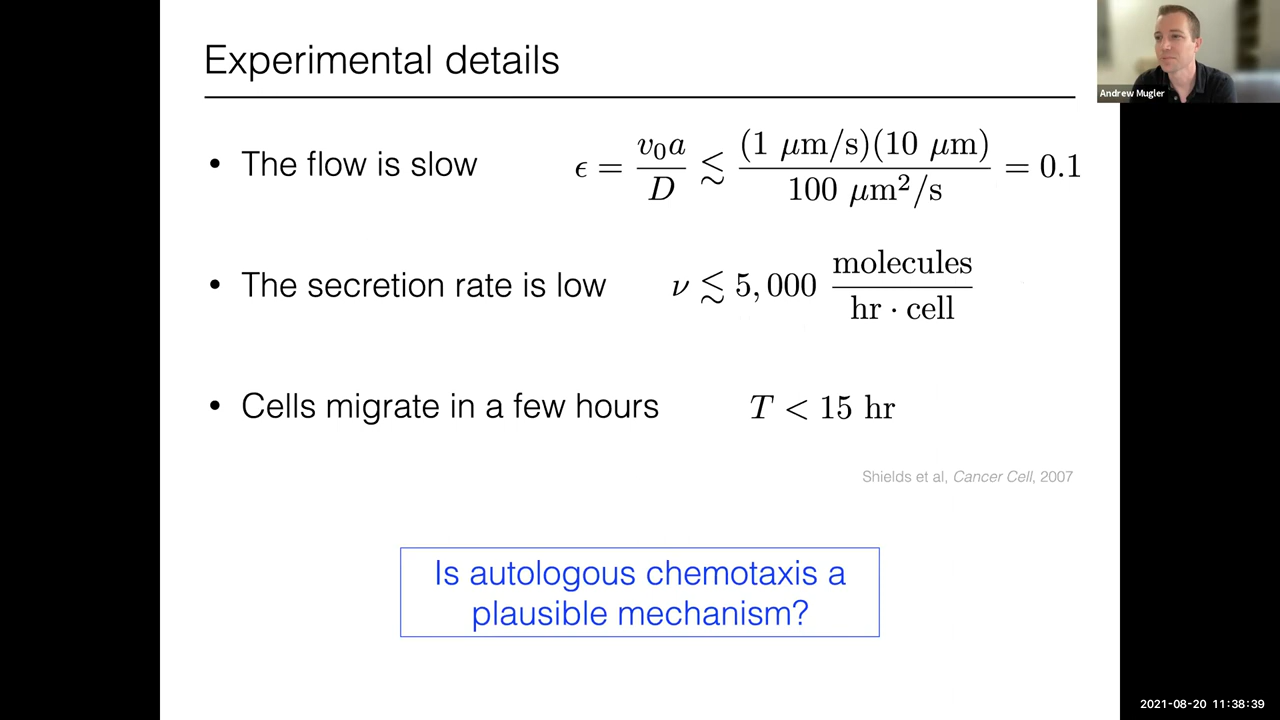 Experimental details
• The flow is slow ϵ = v₀a / D ≲ (1 μm/s)(10 μm) / 100 μm²/s = 0.1
• The secretion rate is low ν ≲ 5,000 molecules / hr · cell
• Cells migrate in a few hours T < 15 hr
Shields et al, Cancer Cell, 2007
Is autologous chemotaxis a
plausible mechanism?
Andrew Mugler
2021-08-20 11:38:39